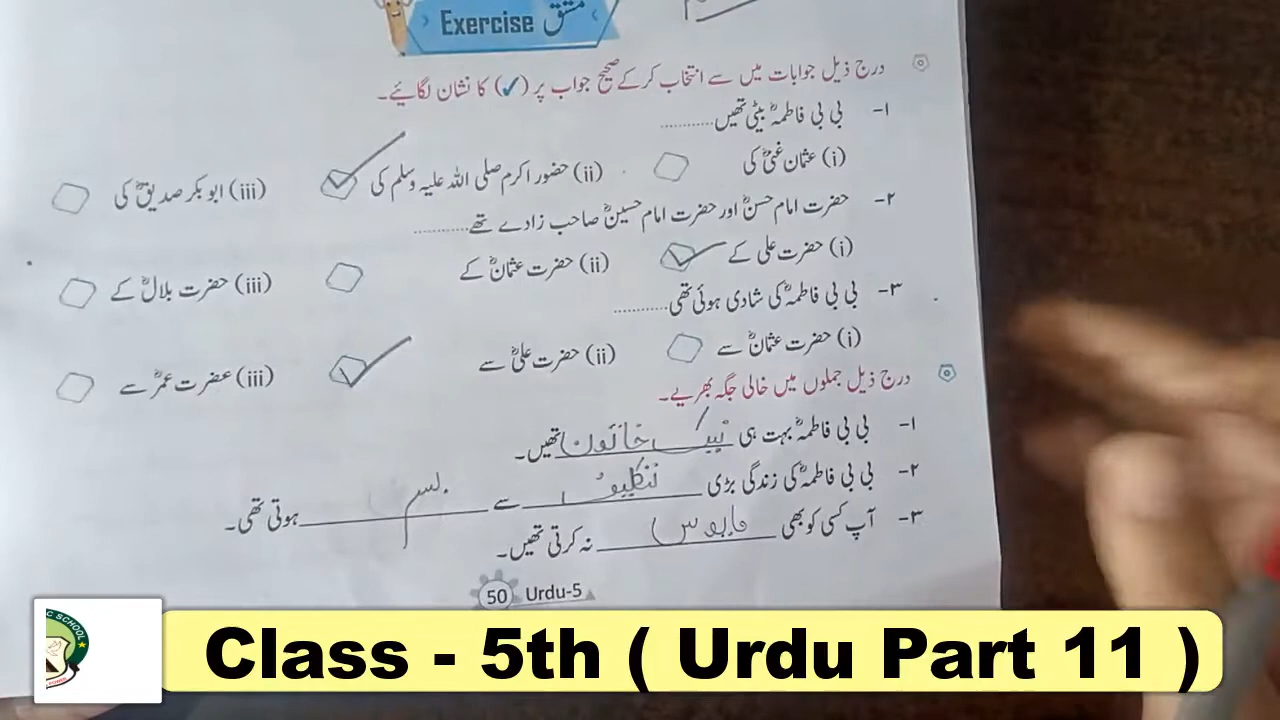 Exercise مشق
درج ذیل جوابات میں سے انتخاب کر کے صحیح جواب پر (✓) کا نشان لگائیے۔
۱- بی بی فاطمہؓ بیٹی تھیں............
(i) عثمان غنیؓ کی (ii) حضور اکرم صلی اللہ علیہ وسلم کی (iii) ابو بکر صدیقؓ کی
۲- حضرت امام حسنؓ اور حضرت امام حسینؓ صاحب زادے تھے............
(i) حضرت علی کے (ii) حضرت عثمانؓ کے (iii) حضرت بلالؓ کے
۳- بی بی فاطمہؓ کی شادی ہوئی تھی............
(i) حضرت عثمانؓ سے (ii) حضرت علیؓ سے (iii) عضرت عمرؓ سے
درج ذیل جملوں میں خالی جگہ بھریے۔
۱- بی بی فاطمہؓ بہت ہی نیک خاتون تھیں۔
۲- بی بی فاطمہؓ کی زندگی بڑی سے بسر ہوتی تھی۔
۳- آپ کسی کو بھی مایوس نہ کرتی تھیں۔
50 Urdu-5
Class - 5th ( Urdu Part 11 )